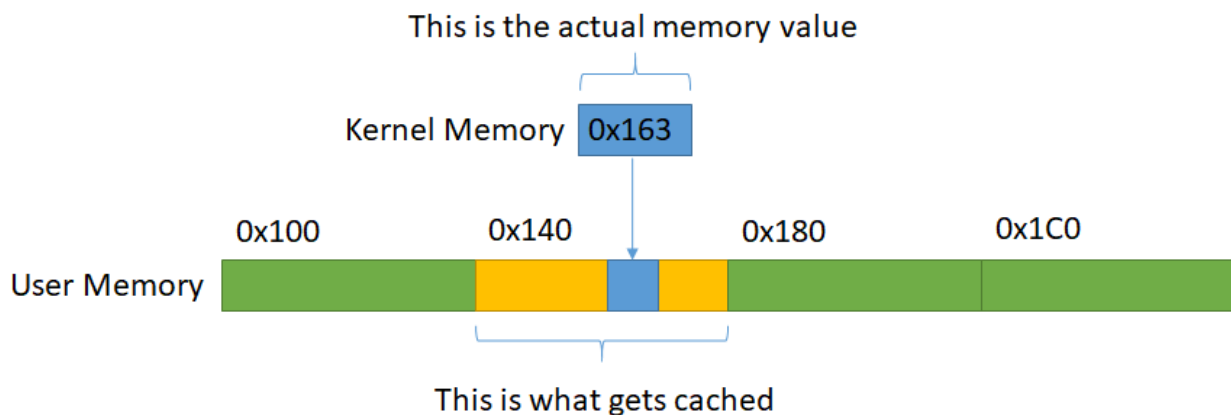 This is the actual memory value
Kernel Memory 0x163
0x100 0x140 0x180 0x1C0
User Memory
This is what gets cached